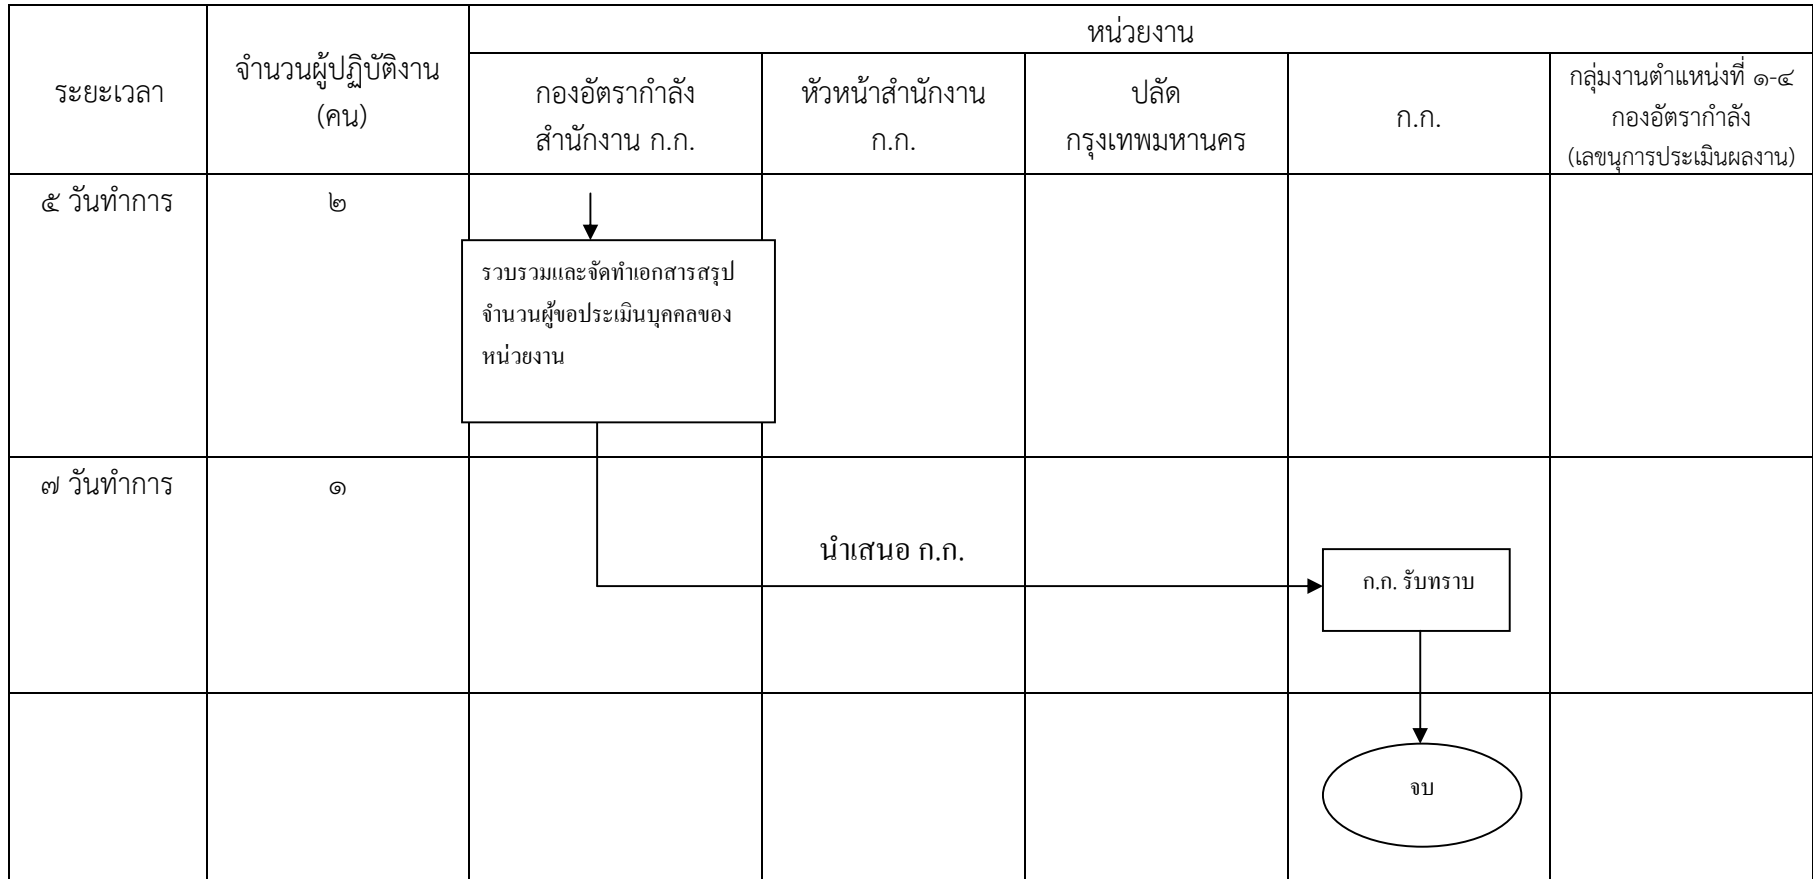 หน่วยงาน
ระยะเวลา
จำนวนผู้ปฏิบัติงาน
(คน)
กองอัตรากำลัง
สำนักงาน ก.ก.
หัวหน้าสำนักงาน
ก.ก.
ปลัด
กรุงเทพมหานคร
ก.ก.
กลุ่มงานตำแหน่งที่ ๑-๔
กองอัตรากำลัง
(เลขนุการประเมินผลงาน)
๕ วันทำการ
๒
รวบรวมและจัดทำเอกสารสรุป
จำนวนผู้ขอประเมินบุคคลของ
หน่วยงาน
๗ วันทำการ
๑
นำเสนอ ก.ก.
ก.ก. รับทราบ
จบ